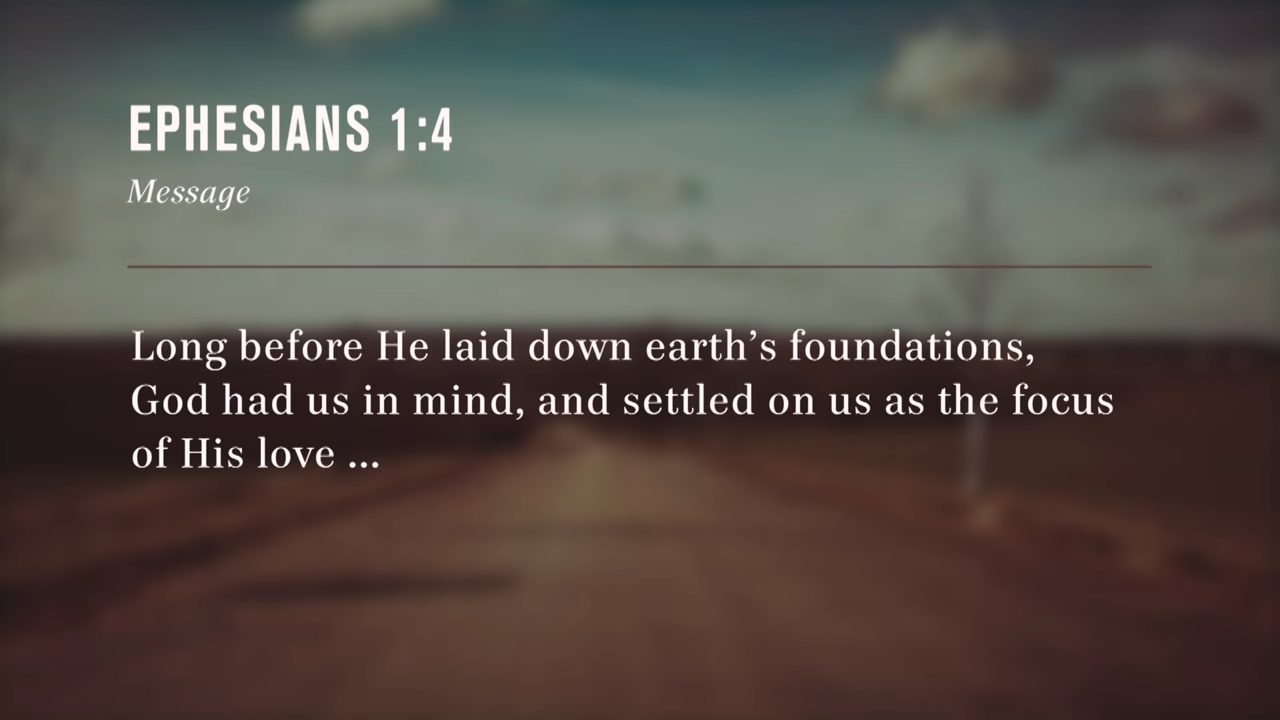 EPHESIANS 1:4
Message
Long before He laid down earth’s foundations,
God had us in mind, and settled on us as the focus
of His love ...